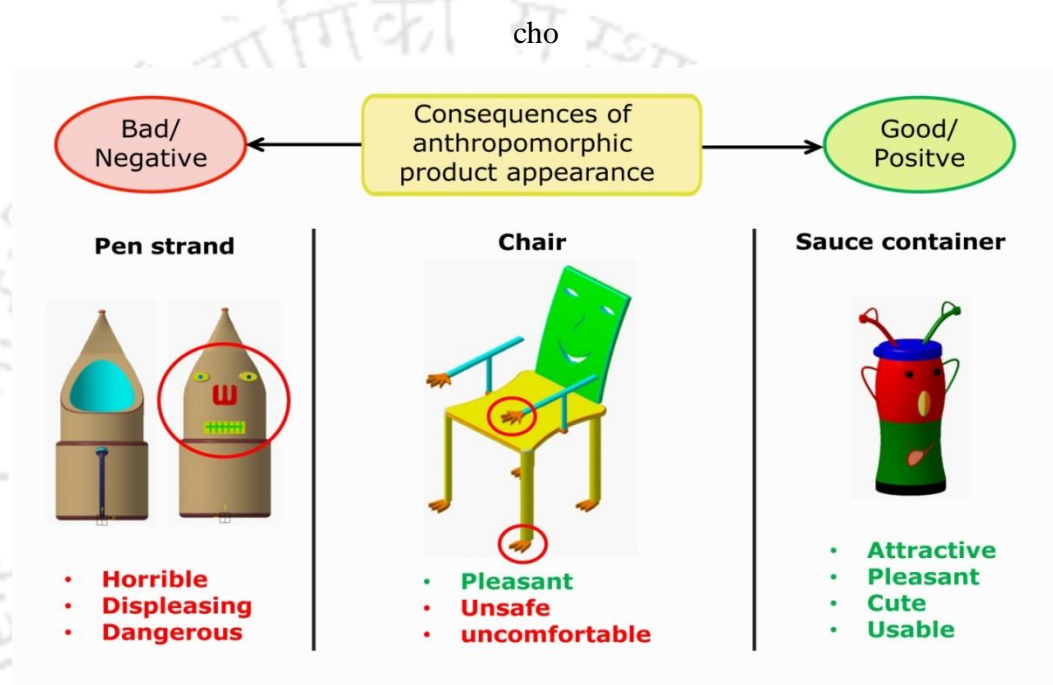 cho
Consequences of
anthropomorphic
product appearance
Bad/
Negative
Good/
Positve
Pen strand
Chair
Sauce container
• Horrible
• Displeasing
• Dangerous
• Pleasant
• Unsafe
• uncomfortable
• Attractive
• Pleasant
• Cute
• Usable